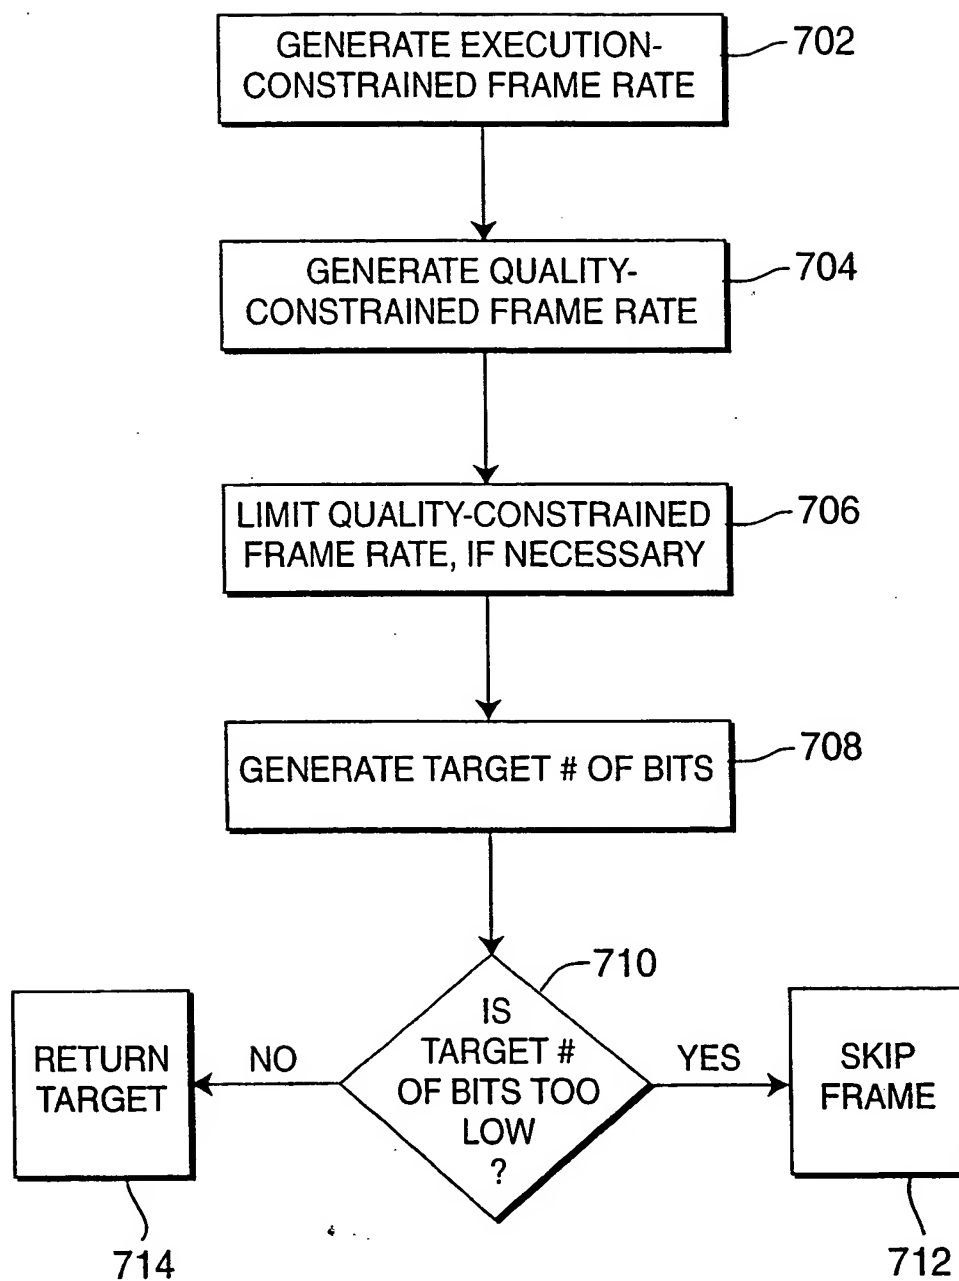 GENERATE EXECUTION-
CONSTRAINED FRAME RATE
702
GENERATE QUALITY-
CONSTRAINED FRAME RATE
704
LIMIT QUALITY-CONSTRAINED
FRAME RATE, IF NECESSARY
706
GENERATE TARGET # OF BITS
708
710
IS
TARGET #
OF BITS TOO
LOW
?
NO
RETURN
TARGET
714
YES
SKIP
FRAME
712